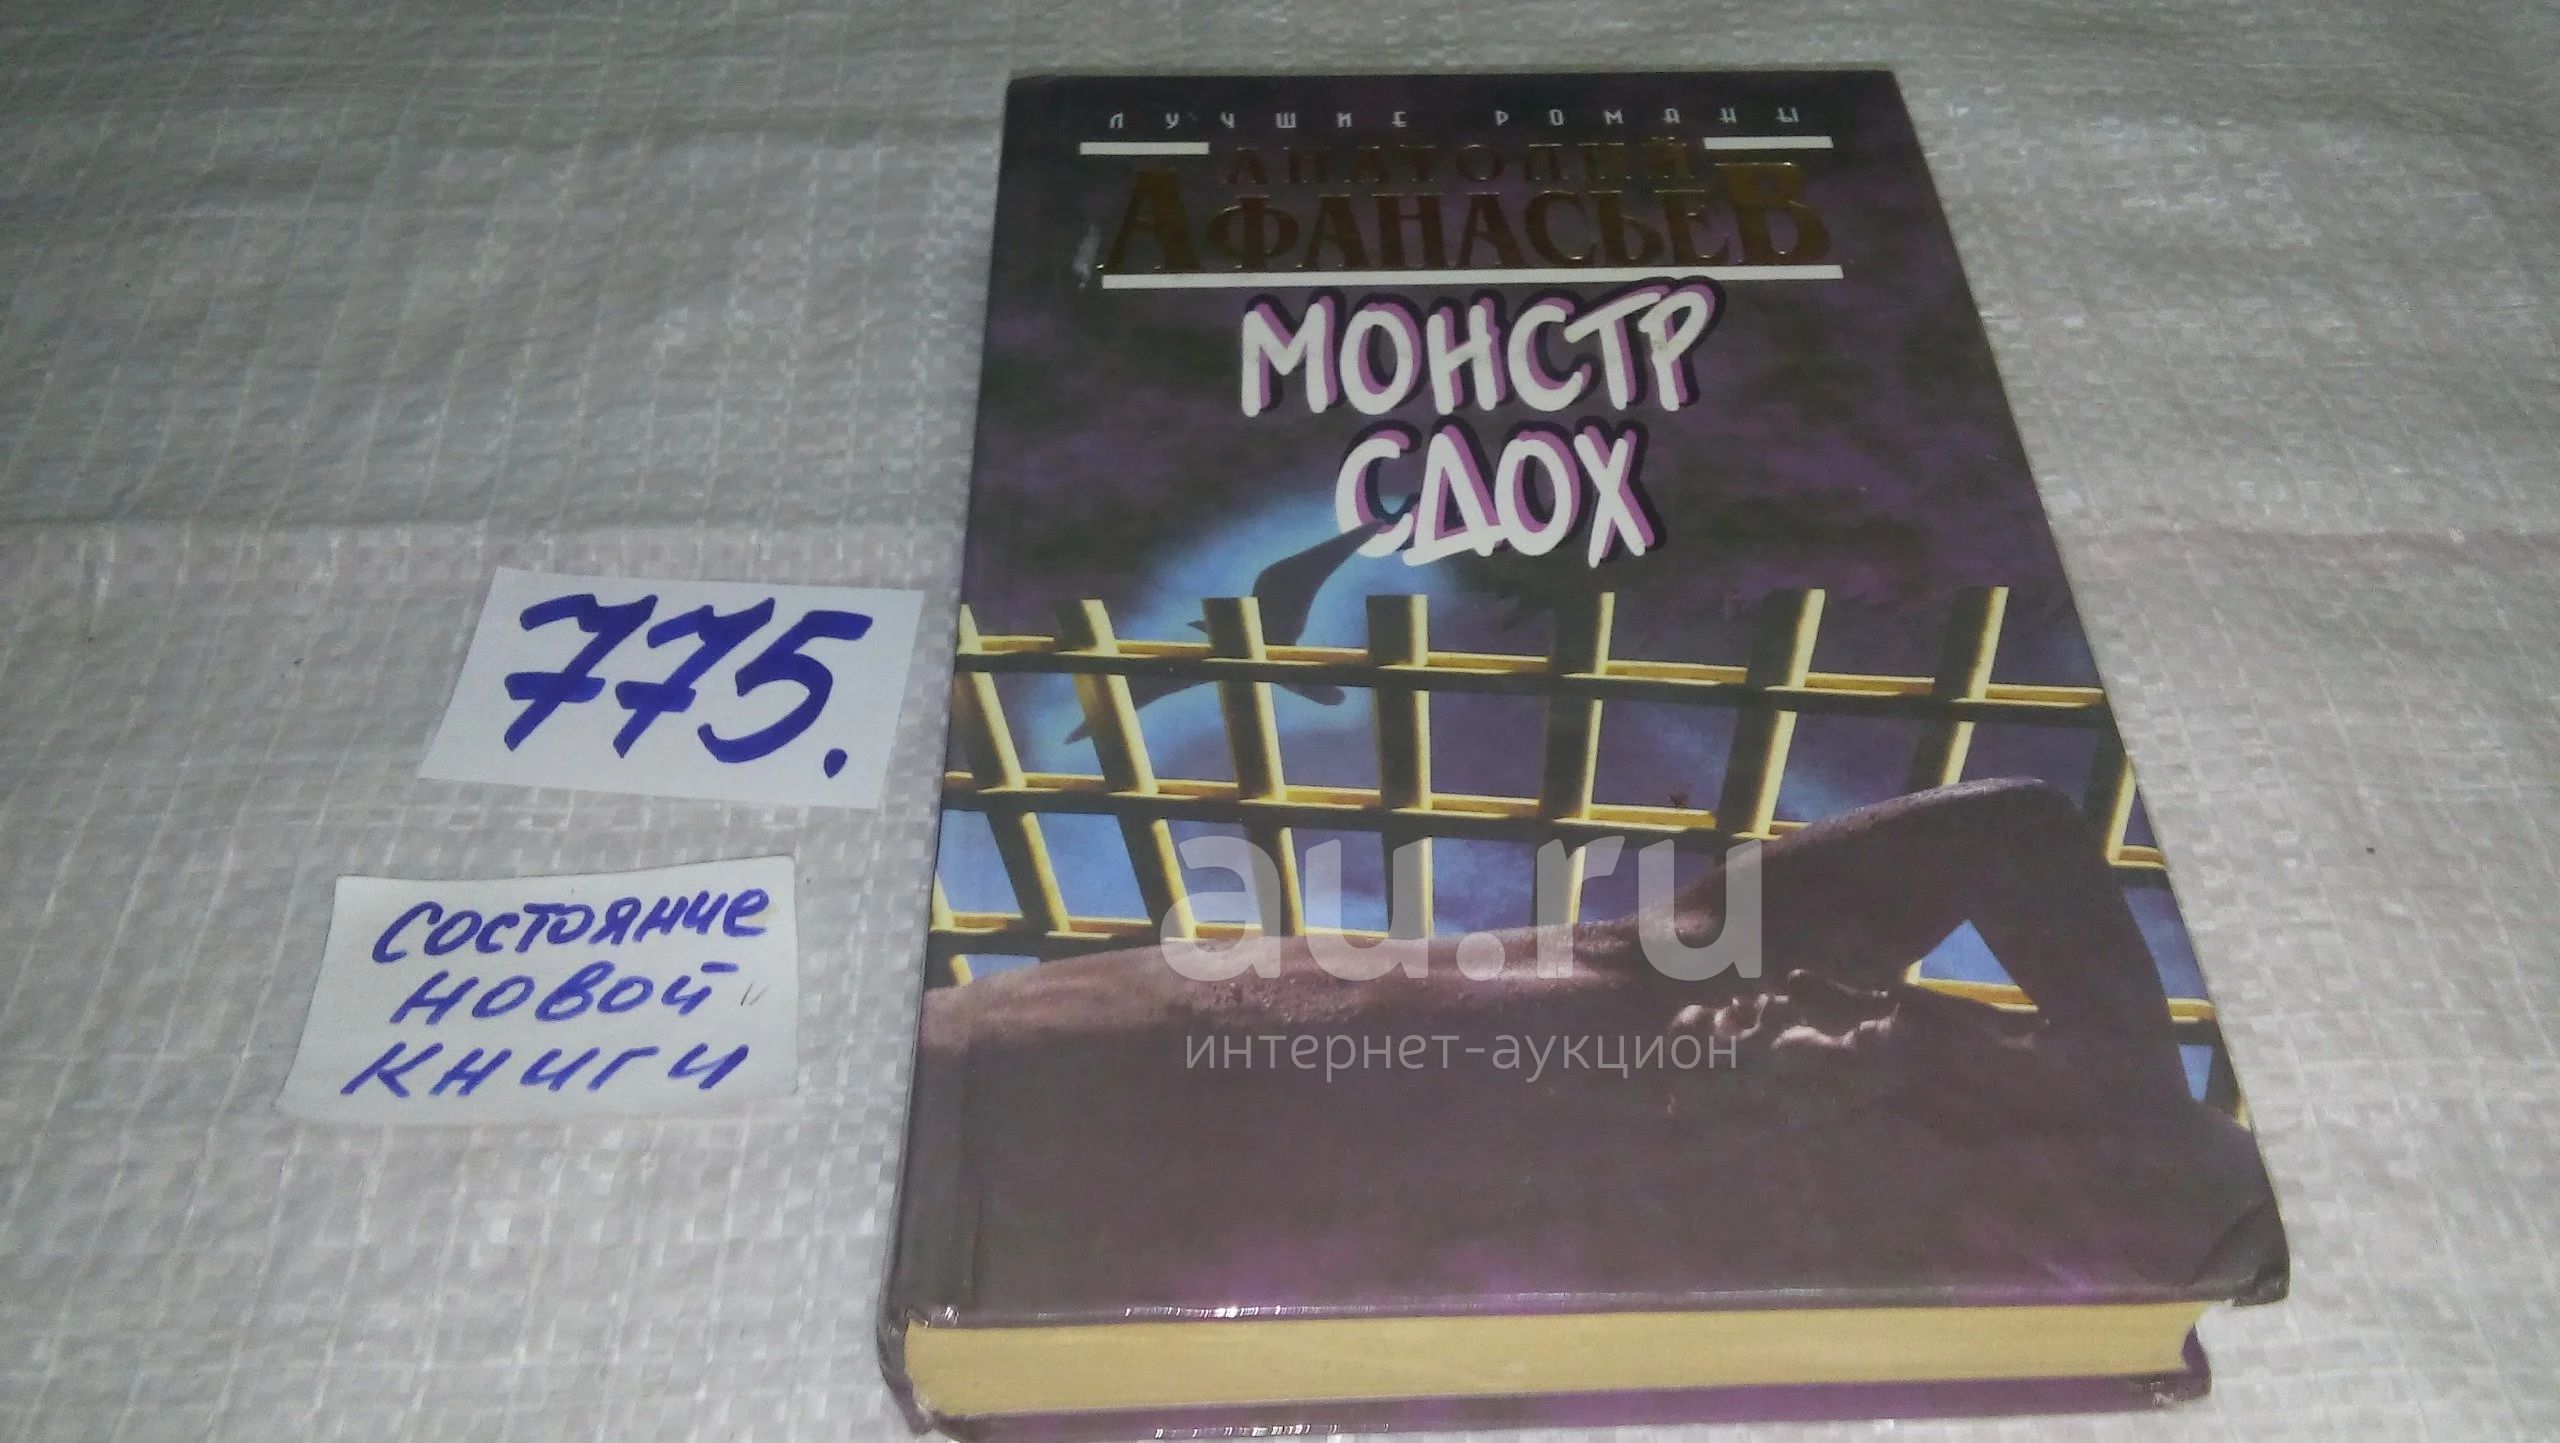 ЛУЧШИЕ РОМАНЫ
АНАТОЛИЙ
АФАНАСЬЕВ
МОНСТР
СДОХ
775.
состояние
новой
книги
au.ru
интернет-аукцион